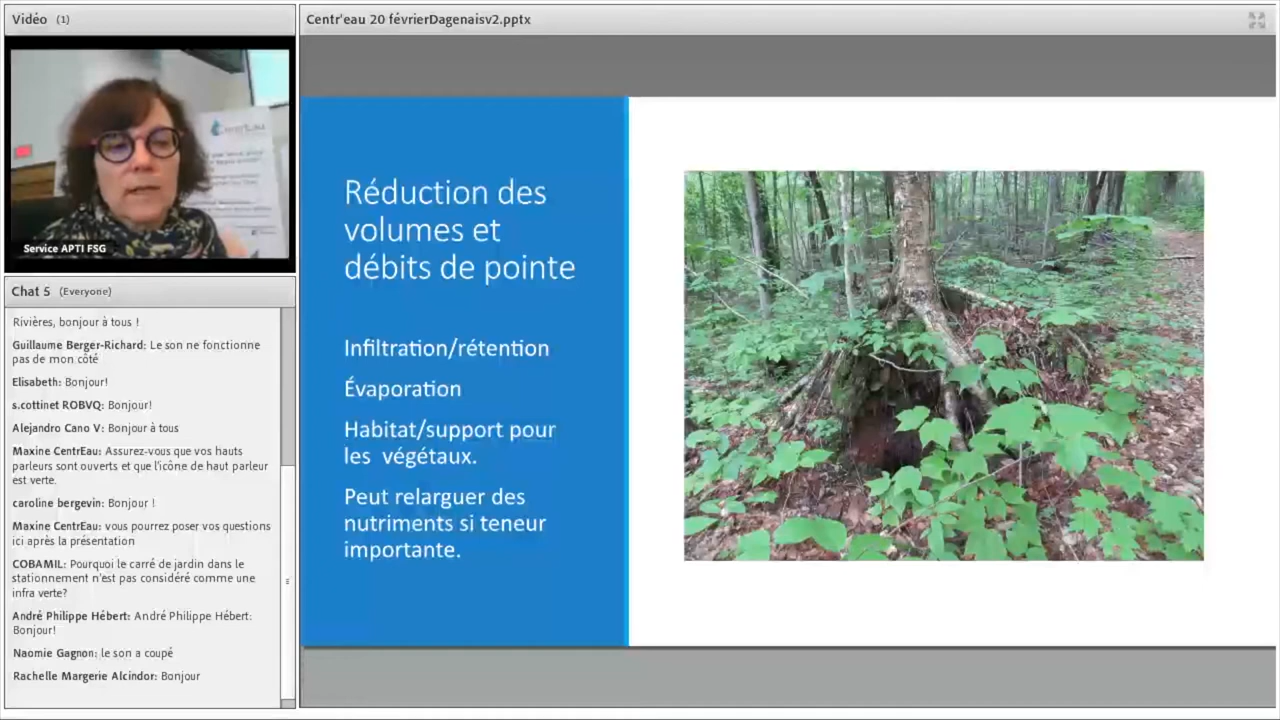 Vidéo (1)
Centr'eau 20 févrierDagenaisv2.pptx
CentrEau
Service APTI FSG
Chat 5 (Everyone)
Rivières, bonjour à tous !
Guillaume Berger-Richard: Le son ne fonctionne
pas de mon côté
Elisabeth: Bonjour!
s.cottinet ROBVQ: Bonjour!
Alejandro Cano V: Bonjour à tous
Maxime CentrEau: Assurez-vous que vos hauts
parleurs sont ouverts et que l'icône de haut parleur
est verte.
caroline bergevin: Bonjour !
Maxine CentrEau: vous pourrez poser vos questions
ici après la présentation
COBAMIL: Pourquoi le carré de jardin dans le
stationnement n'est pas considéré comme une
infra verte?
André Philippe Hébert: André Philippe Hébert:
Bonjour!
Naomie Gagnon: le son a coupé
Rachelle Margerie Alcindor: Bonjour
Réduction des
volumes et
débits de pointe
Infiltration/rétention
Évaporation
Habitat/support pour
les végétaux.
Peut relarguer des
nutriments si teneur
importante.